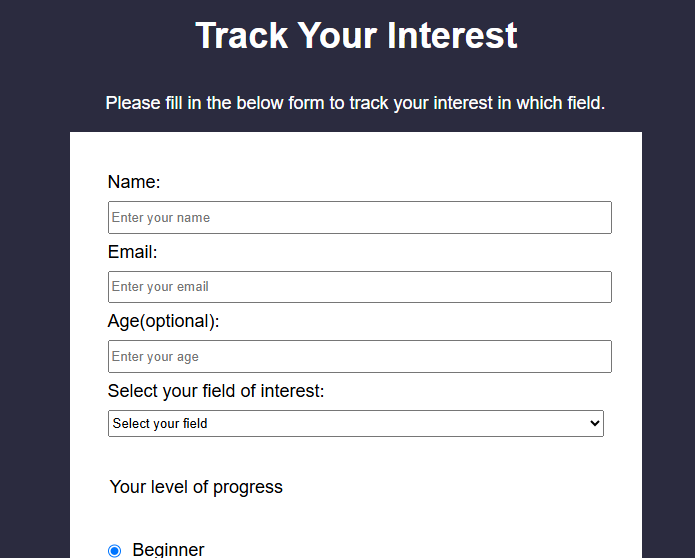 Track Your Interest
Please fill in the below form to track your interest in which field.
Name:
Enter your name
Email:
Enter your email
Age(optional):
Enter your age
Select your field of interest:
Select your field
Your level of progress
Beginner